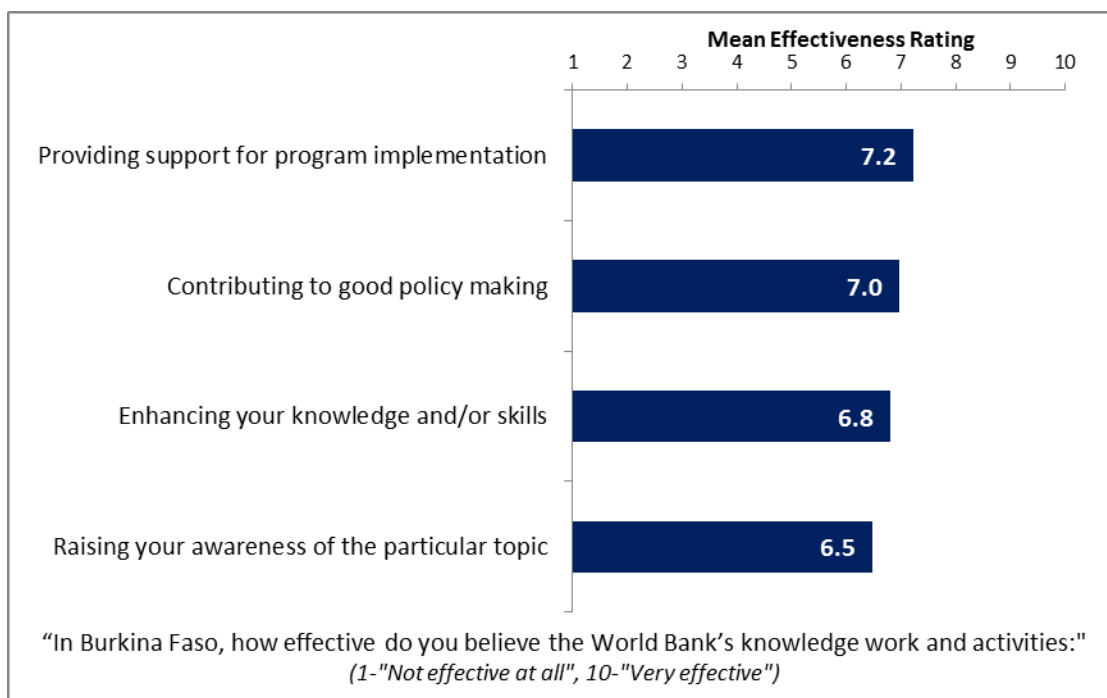 Mean Effectiveness Rating
1 2 3 4 5 6 7 8 9 10
Providing support for program implementation 7.2
Contributing to good policy making 7.0
Enhancing your knowledge and/or skills 6.8
Raising your awareness of the particular topic 6.5
“In Burkina Faso, how effective do you believe the World Bank’s knowledge work and activities:"
(1-"Not effective at all", 10-"Very effective")